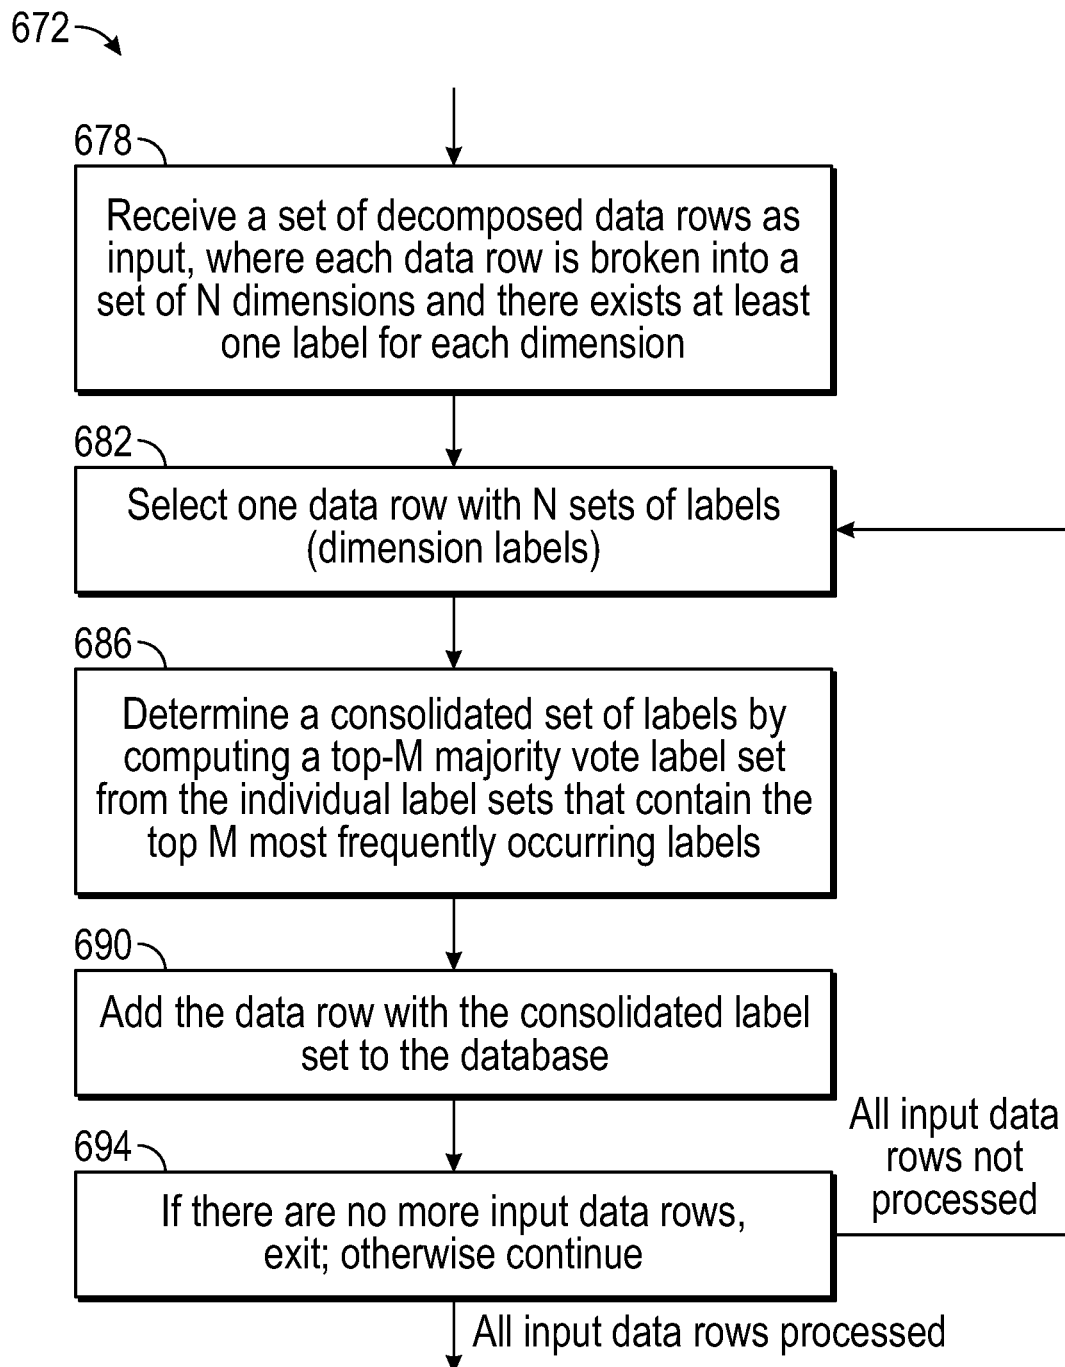 672
678
Receive a set of decomposed data rows as
input, where each data row is broken into a
set of N dimensions and there exists at least
one label for each dimension
682
Select one data row with N sets of labels
(dimension labels)
686
Determine a consolidated set of labels by
computing a top-M majority vote label set
from the individual label sets that contain the
top M most frequently occurring labels
690
Add the data row with the consolidated label
set to the database
694
If there are no more input data rows,
exit; otherwise continue
All input data
rows not
processed
All input data rows processed